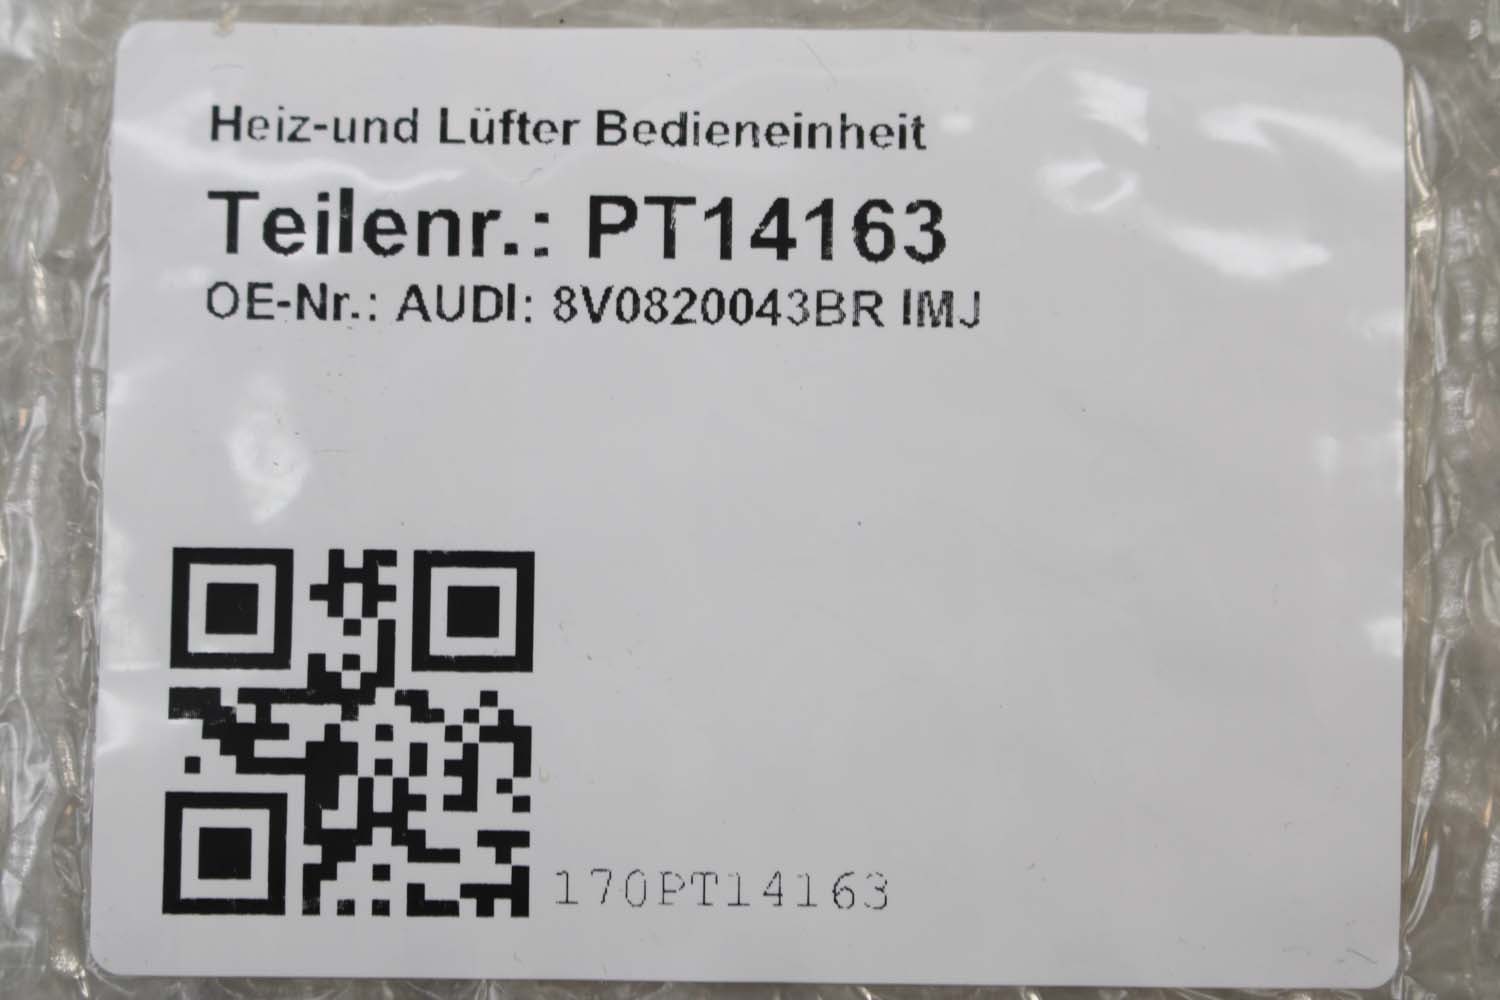 Heiz-und Lüfter Bedieneinheit
Teilenr.: PT14163
OE-Nr.: AUDI: 8V0820043BR IMJ
170PT14163